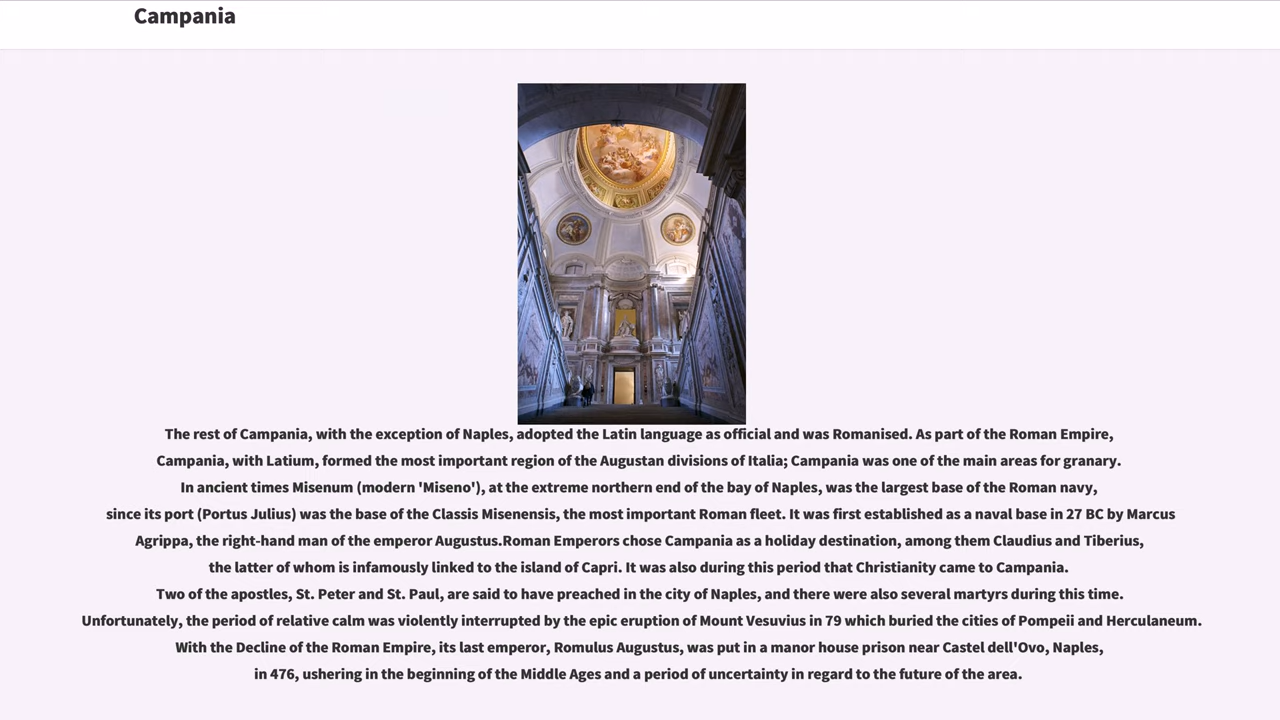 Campania
The rest of Campania, with the exception of Naples, adopted the Latin language as official and was Romanised. As part of the Roman Empire,
Campania, with Latium, formed the most important region of the Augustan divisions of Italia; Campania was one of the main areas for granary.
In ancient times Misenum (modern 'Miseno'), at the extreme northern end of the bay of Naples, was the largest base of the Roman navy,
since its port (Portus Julius) was the base of the Classis Misenensis, the most important Roman fleet. It was first established as a naval base in 27 BC by Marcus
Agrippa, the right-hand man of the emperor Augustus.Roman Emperors chose Campania as a holiday destination, among them Claudius and Tiberius,
the latter of whom is infamously linked to the island of Capri. It was also during this period that Christianity came to Campania.
Two of the apostles, St. Peter and St. Paul, are said to have preached in the city of Naples, and there were also several martyrs during this time.
Unfortunately, the period of relative calm was violently interrupted by the epic eruption of Mount Vesuvius in 79 which buried the cities of Pompeii and Herculaneum.
With the Decline of the Roman Empire, its last emperor, Romulus Augustus, was put in a manor house prison near Castel dell'Ovo, Naples,
in 476, ushering in the beginning of the Middle Ages and a period of uncertainty in regard to the future of the area.